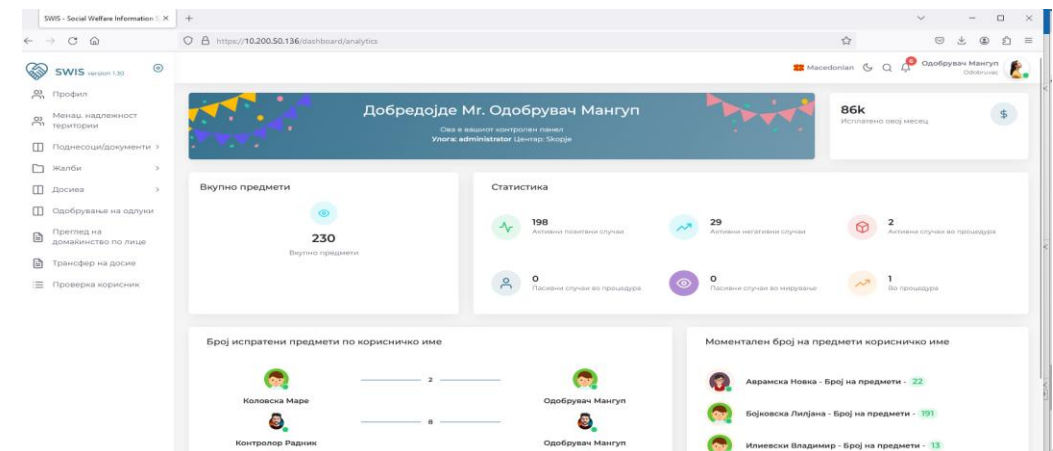 SWIS - Social Welfare Information
https://10.200.50.136/dashboard/analytics
SWIS version 1.30
Macedonian
6
Одобрувач Мангуп
Odobruvac
Профил
Менаџ. надлежност територии
Поднесоци/документи
Жалби
Досиеа
Одобрување на одлуки
Преглед на домаќинство по лице
Трансфер на досие
Проверка корисник
Добредојде Mr. Одобрувач Мангуп
Ова е вашиот контролен панел
Улога: administrator Центар: Skopje
86k
Исплатено овој месец
$
Вкупно предмети
230
Вкупно предмети
Статистика
198
Активни позитивни случаи
29
Активни негативни случаи
2
Активни случаи во процедура
0
Пасивни случаи во процедура
0
Пасивни случаи во мирување
1
Во процедура
Број испратени предмети по корисничко име
Коловска Маре
2
Одобрувач Мангуп
Контролор Радник
8
Одобрувач Мангуп
Моментален број на предмети корисничко име
Аврамска Новка - Број на предмети - 22
Бојковска Лилјана - Број на предмети - 191
Илиевски Владимир - Број на предмети - 13